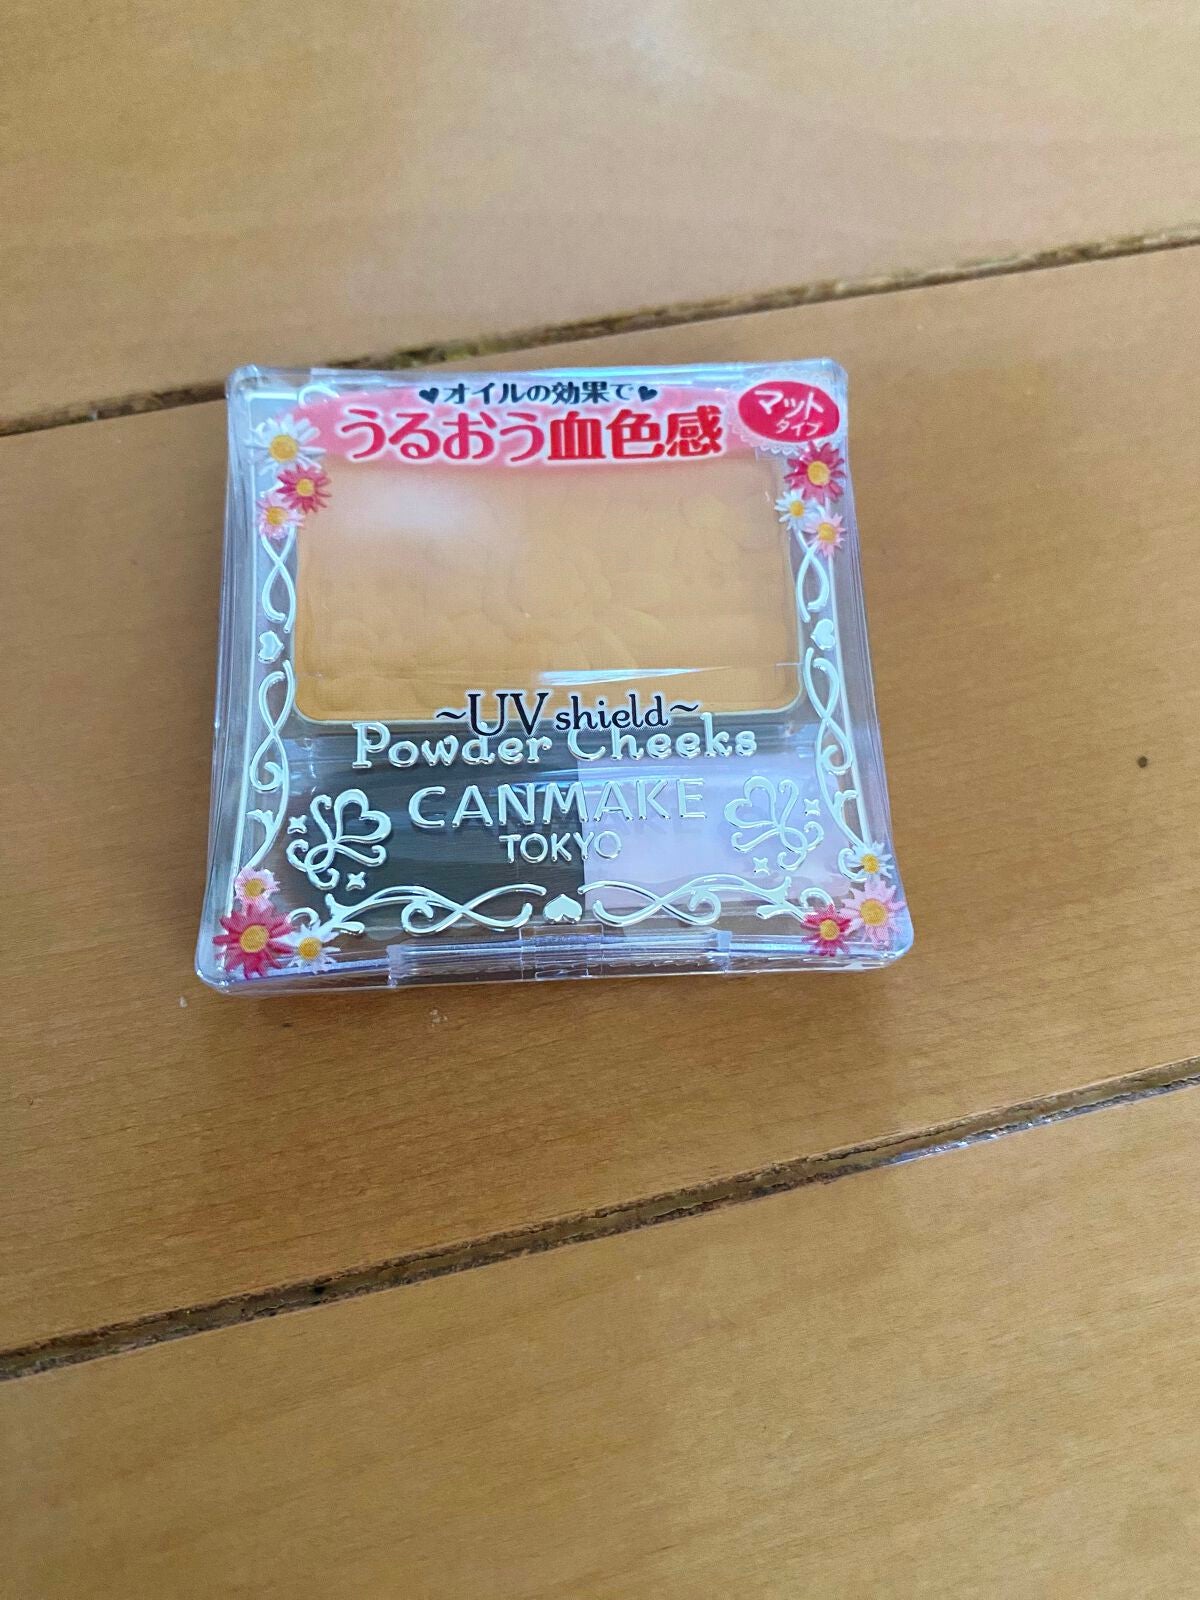 ♥オイルの効果で♥
うるおう血色感
マット
タイプ
~UV shield~
Powder Cheeks
CANMAKE
TOKYO